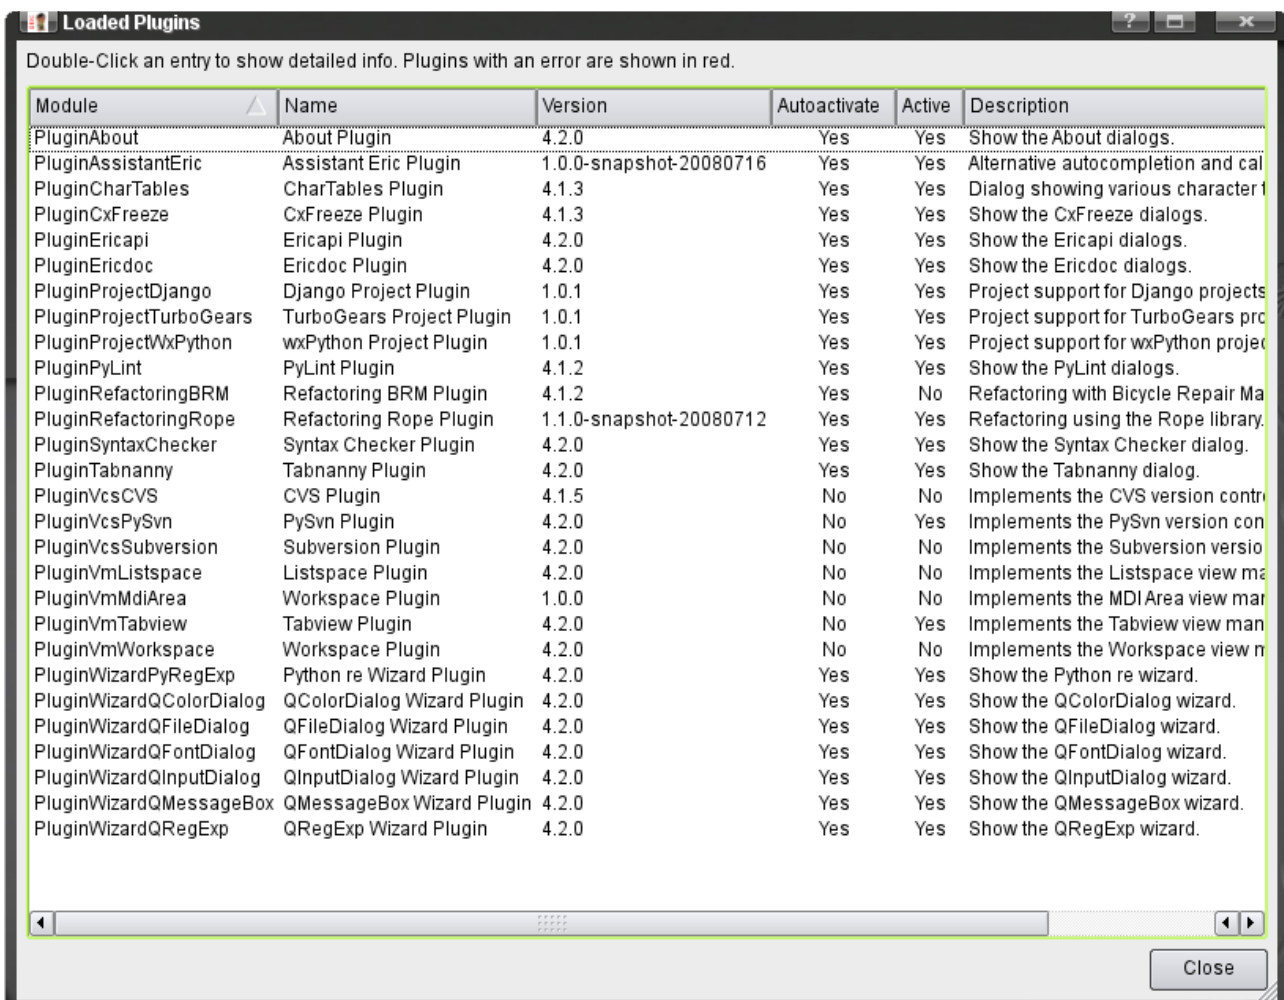 Loaded Plugins
Double-Click an entry to show detailed info. Plugins with an error are shown in red.
Module Name Version Autoactivate Active Description
PluginAbout About Plugin 4.2.0 Yes Yes Show the About dialogs.
PluginAssistantEric Assistant Eric Plugin 1.0.0-snapshot-20080716 Yes Yes Alternative autocompletion and cal
PluginCharTables CharTables Plugin 4.1.3 Yes Yes Dialog showing various character t
PluginCxFreeze CxFreeze Plugin 4.1.3 Yes Yes Show the CxFreeze dialogs.
PluginEricapi Ericapi Plugin 4.2.0 Yes Yes Show the Ericapi dialogs.
PluginEricdoc Ericdoc Plugin 4.2.0 Yes Yes Show the Ericdoc dialogs.
PluginProjectDjango Django Project Plugin 1.0.1 Yes Yes Project support for Django projects
PluginProjectTurboGears TurboGears Project Plugin 1.0.1 Yes Yes Project support for TurboGears pro
PluginProjectWxPython wxPython Project Plugin 1.0.1 Yes Yes Project support for wxPython projec
PluginPyLint PyLint Plugin 4.1.2 Yes Yes Show the PyLint dialogs.
PluginRefactoringBRM Refactoring BRM Plugin 4.1.2 Yes No Refactoring with Bicycle Repair Ma
PluginRefactoringRope Refactoring Rope Plugin 1.1.0-snapshot-20080712 Yes Yes Refactoring using the Rope library.
PluginSyntaxChecker Syntax Checker Plugin 4.2.0 Yes Yes Show the Syntax Checker dialog.
PluginTabnanny Tabnanny Plugin 4.2.0 Yes Yes Show the Tabnanny dialog.
PluginVcsCVS CVS Plugin 4.1.5 No No Implements the CVS version contro
PluginVcsPySvn PySvn Plugin 4.2.0 No Yes Implements the PySvn version con
PluginVcsSubversion Subversion Plugin 4.2.0 No No Implements the Subversion versio
PluginVmListspace Listspace Plugin 4.2.0 No No Implements the Listspace view ma
PluginVmMdiArea Workspace Plugin 1.0.0 No No Implements the MDI Area view man
PluginVmTabview Tabview Plugin 4.2.0 No Yes Implements the Tabview view man
PluginVmWorkspace Workspace Plugin 4.2.0 No No Implements the Workspace view m
PluginWizardPyRegExp Python re Wizard Plugin 4.2.0 Yes Yes Show the Python re wizard.
PluginWizardQColorDialog QColorDialog Wizard Plugin 4.2.0 Yes Yes Show the QColorDialog wizard.
PluginWizardQFileDialog QFileDialog Wizard Plugin 4.2.0 Yes Yes Show the QFileDialog wizard.
PluginWizardQFontDialog QFontDialog Wizard Plugin 4.2.0 Yes Yes Show the QFontDialog wizard.
PluginWizardQInputDialog QInputDialog Wizard Plugin 4.2.0 Yes Yes Show the QInputDialog wizard.
PluginWizardQMessageBox QMessageBox Wizard Plugin 4.2.0 Yes Yes Show the QMessageBox wizard.
PluginWizardQRegExp QRegExp Wizard Plugin 4.2.0 Yes Yes Show the QRegExp wizard.
Close